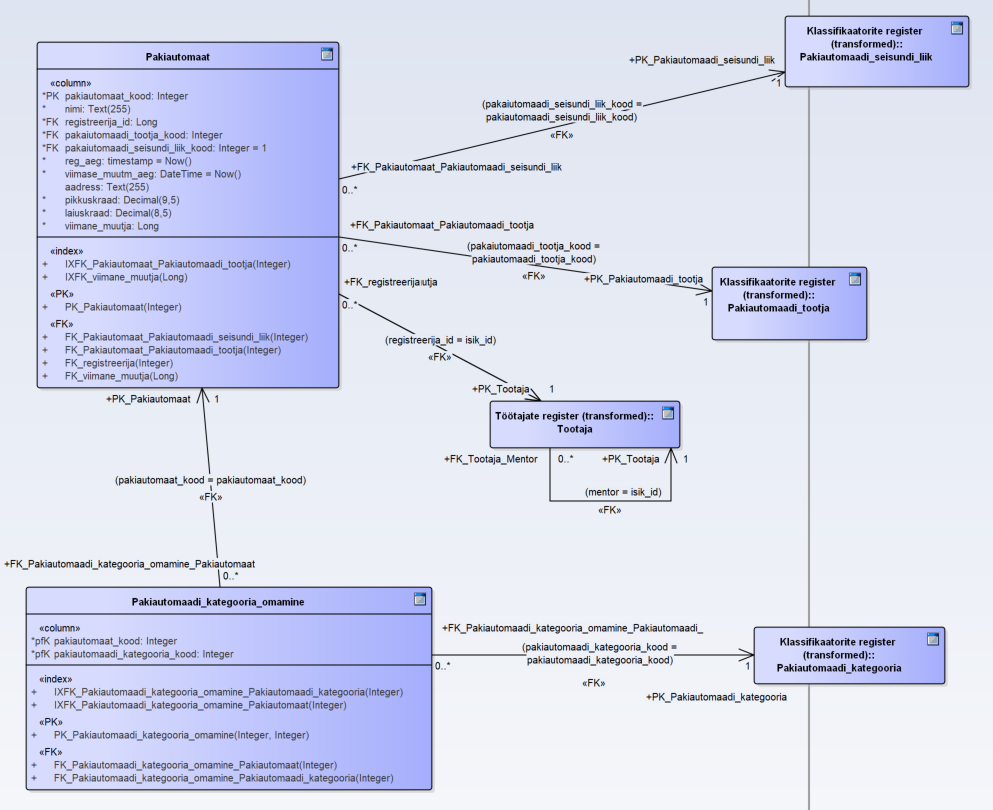 Pakiautomaat
«column»
*PK pakiautomaat_kood: Integer
* nimi: Text(255)
*FK registreerija_id: Long
*FK pakaiutomaadi_tootja_kood: Integer
*FK pakaiutomaadi_seisundi_liik_kood: Integer = 1
* reg_aeg: timestamp = Now()
* viimase_muutm_aeg: DateTime = Now()
aadress: Text(255)
* pikkuskraad: Decimal(9,5)
* laiuskraad: Decimal(8,5)
* viimane_muutja: Long
«index»
+ IXFK_Pakiautomaat_Pakiautomaadi_tootja(Integer)
+ IXFK_viimane_muutja(Long)
«PK»
+ PK_Pakiautomaat(Integer)
«FK»
+ FK_Pakiautomaat_Pakiautomaadi_seisundi_liik(Integer)
+ FK_Pakiautomaat_Pakiautomaadi_tootja(Integer)
+ FK_registreerija(Integer)
+ FK_viimane_muutja(Long)
Klassifikaatorite register
(transformed)::
Pakiautomaadi_seisundi_liik
+PK_Pakiautomaadi_seisundi_liik
1
(pakaiutomaadi_seisundi_liik_kood =
pakiautomaadi_seisundi_liik_kood)
«FK»
+FK_Pakiautomaat_Pakiautomaadi_seisundi_liik
0..*
+FK_Pakiautomaat_Pakiautomaadi_tootja
0..*
(pakaiutomaadi_tootja_kood =
pakiautomaadi_tootja_kood)
«FK»
+PK_Pakiautomaadi_tootja
1
Klassifikaatorite register
(transformed)::
Pakiautomaadi_tootja
+FK_registreerijautja
0..*
(registreerija_id = isik_id)
«FK»
+PK_Tootaja
1
Töötajate register (transformed)::
Tootaja
+FK_Tootaja_Mentor
0..*
+PK_Tootaja
1
(mentor = isik_id)
«FK»
+PK_Pakiautomaat
1
(pakiautomaat_kood = pakiautomaat_kood)
«FK»
+FK_Pakiautomaadi_kategooria_omamine_Pakiautomaat
0..*
Pakiautomaadi_kategooria_omamine
«column»
*pfK pakiautomaat_kood: Integer
*pfK pakiautomaadi_kategooria_kood: Integer
«index»
+ IXFK_Pakiautomaadi_kategooria_omamine_Pakiautomaadi_kategooria(Integer)
+ IXFK_Pakiautomaadi_kategooria_omamine_Pakiautomaat(Integer)
«PK»
+ PK_Pakiautomaadi_kategooria_omamine(Integer, Integer)
«FK»
+ FK_Pakiautomaadi_kategooria_omamine_Pakiautomaat(Integer)
+ FK_Pakiautomaadi_kategooria_omamine_Pakiautomaadi_kategooria(Integer)
+FK_Pakiautomaadi_kategooria_omamine_Pakiautomaadi_
0..*
(pakiautomaadi_kategooria_kood =
pakiautomaadi_kategooria_kood)
«FK»
1
+PK_Pakiautomaadi_kategooria
Klassifikaatorite register
(transformed)::
Pakiautomaadi_kategooria